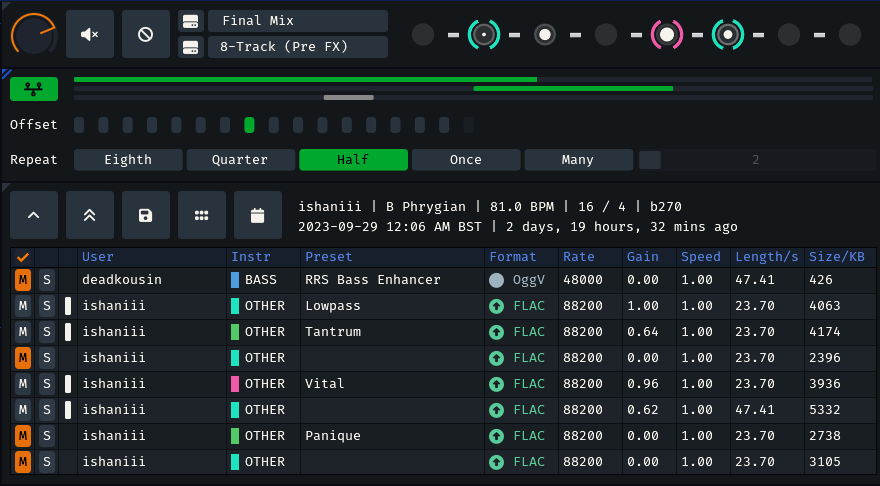 Final Mix
8-Track (Pre FX)
Offset
Repeat Eighth Quarter Half Once Many 2
ishaniii | B Phrygian | 81.0 BPM | 16 / 4 | b270
2023-09-29 12:06 AM BST | 2 days, 19 hours, 32 mins ago
User Instr Preset Format Rate Gain Speed Length/s Size/KB
M S deadkousin BASS RRS Bass Enhancer OggV 48000 0.00 1.00 47.41 426
M S ishaniii OTHER Lowpass FLAC 88200 1.00 1.00 23.70 4063
M S ishaniii OTHER Tantrum FLAC 88200 0.64 1.00 23.70 4174
M S ishaniii OTHER FLAC 88200 0.00 1.00 23.70 2396
M S ishaniii OTHER Vital FLAC 88200 0.96 1.00 23.70 3936
M S ishaniii OTHER FLAC 88200 0.62 1.00 47.41 5332
M S ishaniii OTHER Panique FLAC 88200 0.00 1.00 23.70 2738
M S ishaniii OTHER FLAC 88200 0.00 1.00 23.70 3105